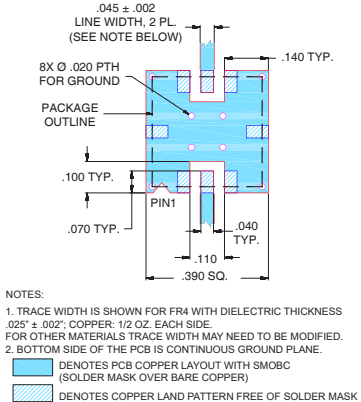 .045 ± .002
LINE WIDTH, 2 PL.
(SEE NOTE BELOW)
.140 TYP.
8X Ø .020 PTH
FOR GROUND
PACKAGE
OUTLINE
.100 TYP.
PIN1
.070 TYP.
.040
TYP.
.110
.390 SQ.
NOTES:
1. TRACE WIDTH IS SHOWN FOR FR4 WITH DIELECTRIC THICKNESS
.025" ± .002"; COPPER: 1/2 OZ. EACH SIDE.
FOR OTHER MATERIALS TRACE WIDTH MAY NEED TO BE MODIFIED.
2. BOTTOM SIDE OF THE PCB IS CONTINUOUS GROUND PLANE.
DENOTES PCB COPPER LAYOUT WITH SMOBC
(SOLDER MASK OVER BARE COPPER)
DENOTES COPPER LAND PATTERN FREE OF SOLDER MASK